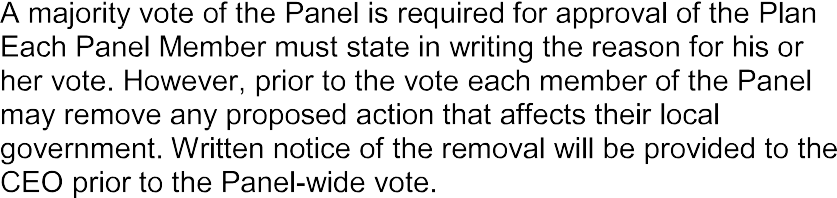 A majority vote of the Panel is required for approval of the Plan
Each Panel Member must state in writing the reason for his or
her vote. However, prior to the vote each member of the Panel
may remove any proposed action that affects their local
government. Written notice of the removal will be provided to the
CEO prior to the Panel-wide vote.